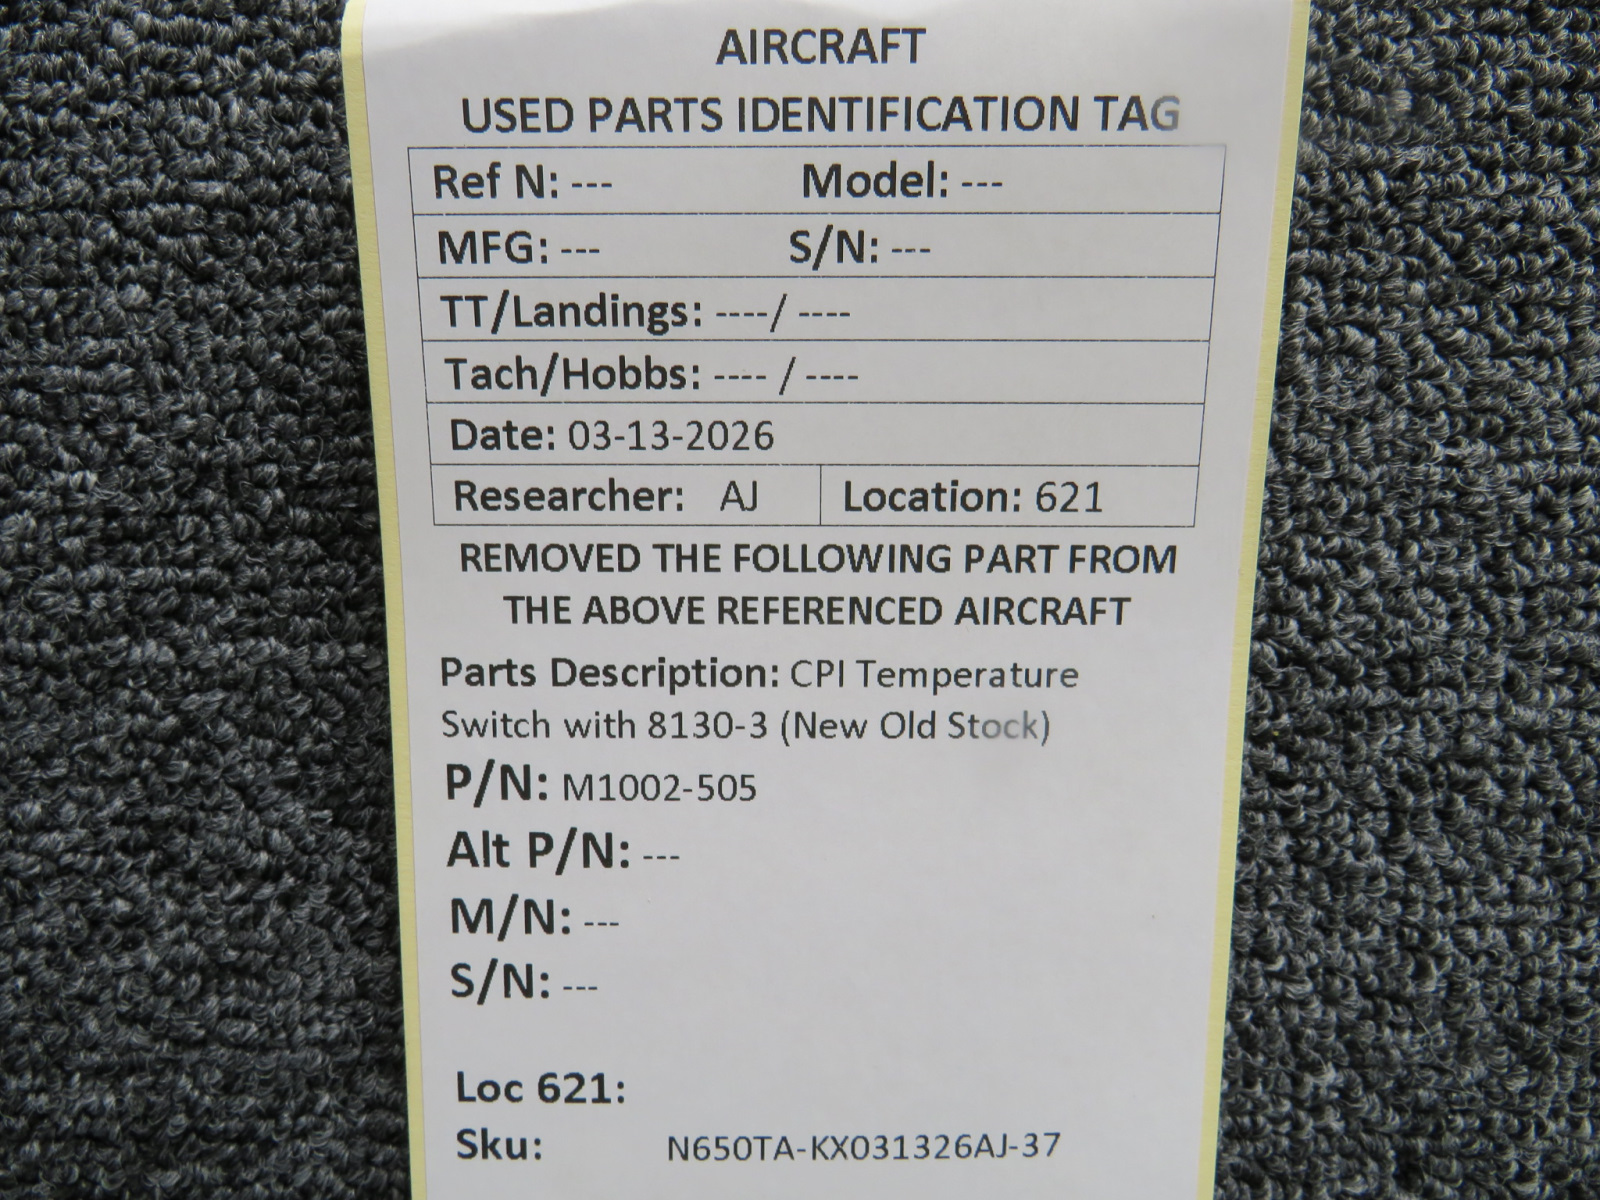 AIRCRAFT
USED PARTS IDENTIFICATION TAG
Ref N: --- Model: ---
MFG: --- S/N: ---
TT/Landings: ----/ ----
Tach/Hobbs: ---- / ----
Date: 03-13-2026
Researcher: AJ Location: 621
REMOVED THE FOLLOWING PART FROM
THE ABOVE REFERENCED AIRCRAFT
Parts Description: CPI Temperature
Switch with 8130-3 (New Old Stock)
P/N: M1002-505
Alt P/N: ---
M/N: ---
S/N: ---
Loc 621:
Sku: N650TA-KX031326AJ-37